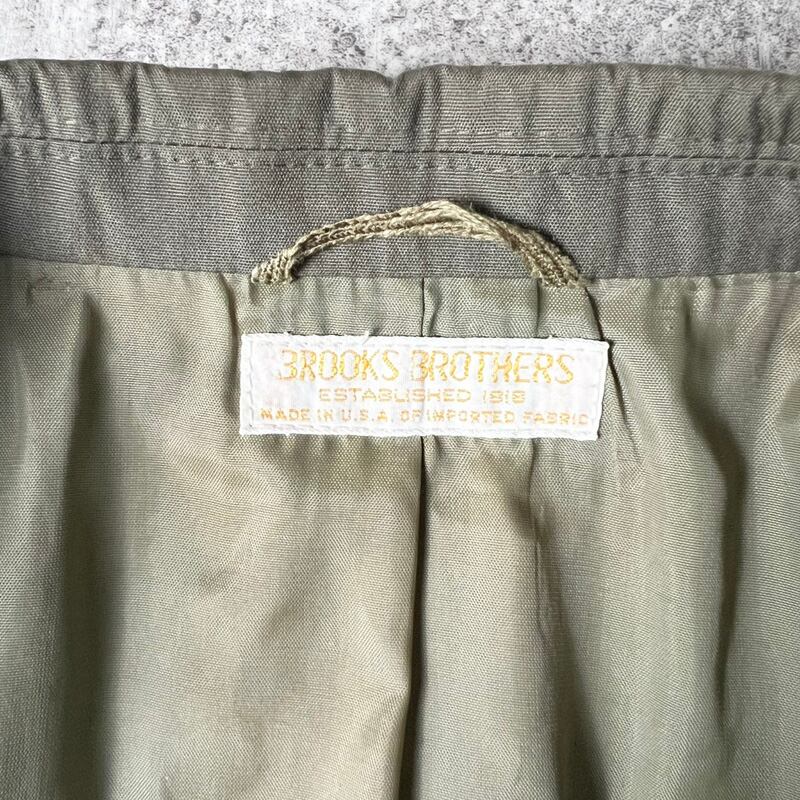 BROOKS BROTHERS
ESTABLISHED 1818
MADE IN U.S.A. OF IMPORTED FABRIC